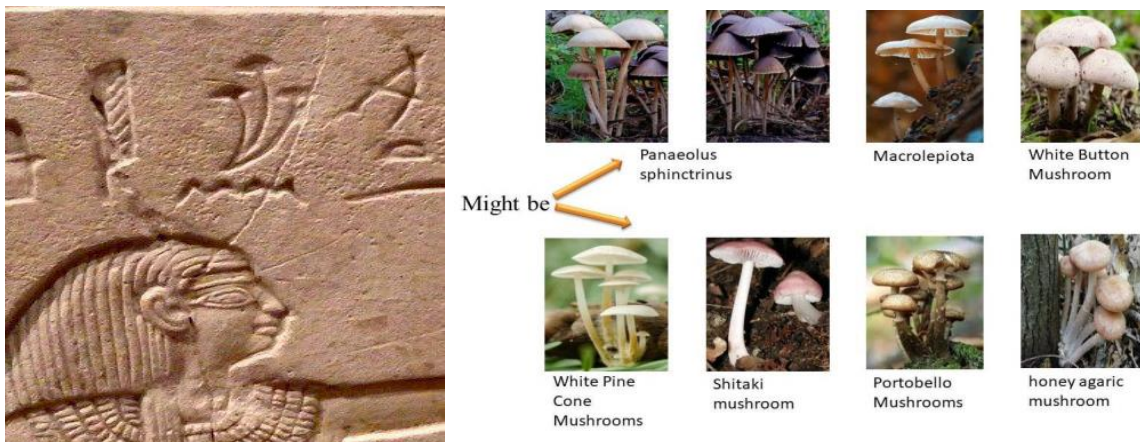 Panaeolus
sphinctrinus
Macrolepiota
White Button
Mushroom
Might be
White Pine
Cone
Mushrooms
Shitaki
mushroom
Portobello
Mushrooms
honey agaric
mushroom